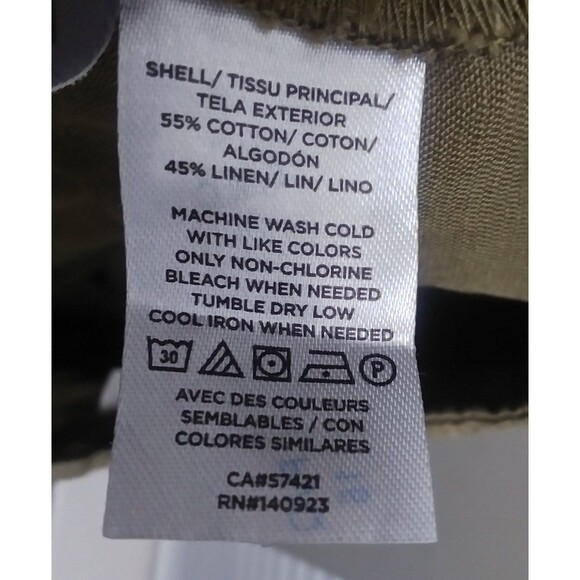 SHELL/ TISSU PRINCIPAL/
TELA EXTERIOR
55% COTTON/ COTON/
ALGODÓN
45% LINEN/ LIN/ LINO
MACHINE WASH COLD
WITH LIKE COLORS
ONLY NON-CHLORINE
BLEACH WHEN NEEDED
TUMBLE DRY LOW
COOL IRON WHEN NEEDED
30 P
AVEC DES COULEURS
SEMBLABLES / CON
COLORES SIMILARES
CA#57421
RN#140923